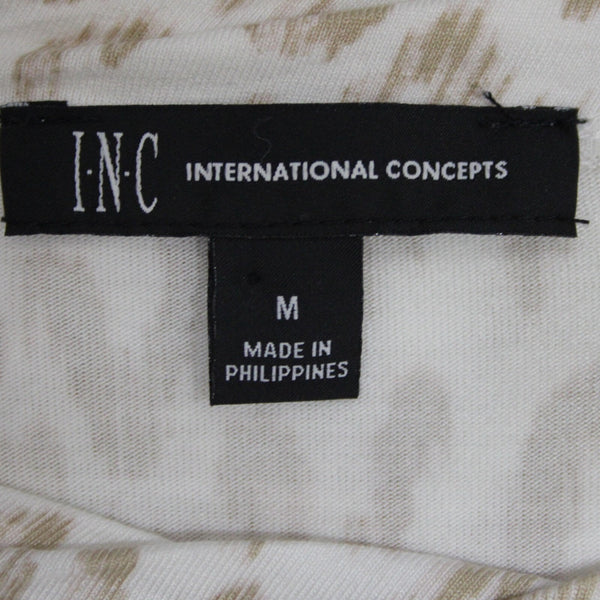 I·N·C INTERNATIONAL CONCEPTS
M
MADE IN
PHILIPPINES